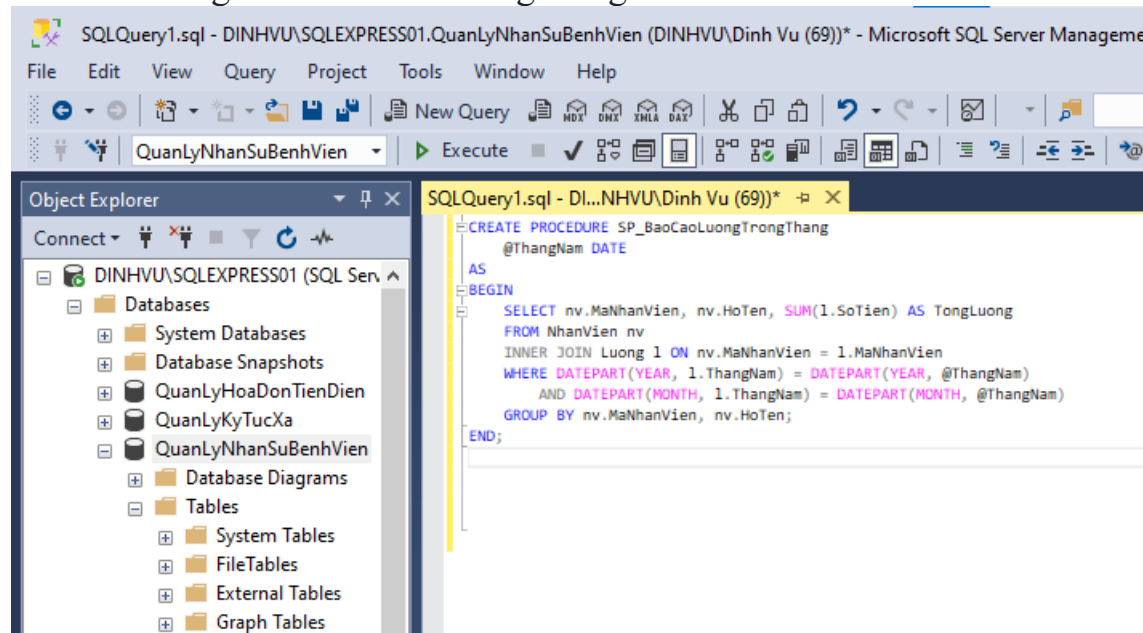 SQLQuery1.sql - DINHVU\SQLEXPRESS01.QuanLyNhanSuBenhVien (DINHVU\Dinh Vu (69))* - Microsoft SQL Server Manageme
File Edit View Query Project Tools Window Help
New Query MDX DMX XMLA DAX
QuanLyNhanSuBenhVien Execute
Object Explorer
SQLQuery1.sql - DI...NHVU\Dinh Vu (69))*
Connect
DINHVU\SQLEXPRESS01 (SQL Serv
Databases
System Databases
Database Snapshots
QuanLyHoaDonTienDien
QuanLyKyTucXa
QuanLyNhanSuBenhVien
Database Diagrams
Tables
System Tables
FileTables
External Tables
Graph Tables
CREATE PROCEDURE SP_BaoCaoLuongTrongThang
@ThangNam DATE
AS
BEGIN
SELECT nv.MaNhanVien, nv.HoTen, SUM(l.SoTien) AS TongLuong
FROM NhanVien nv
INNER JOIN Luong l ON nv.MaNhanVien = l.MaNhanVien
WHERE DATEPART(YEAR, l.ThangNam) = DATEPART(YEAR, @ThangNam)
AND DATEPART(MONTH, l.ThangNam) = DATEPART(MONTH, @ThangNam)
GROUP BY nv.MaNhanVien, nv.HoTen;
END;